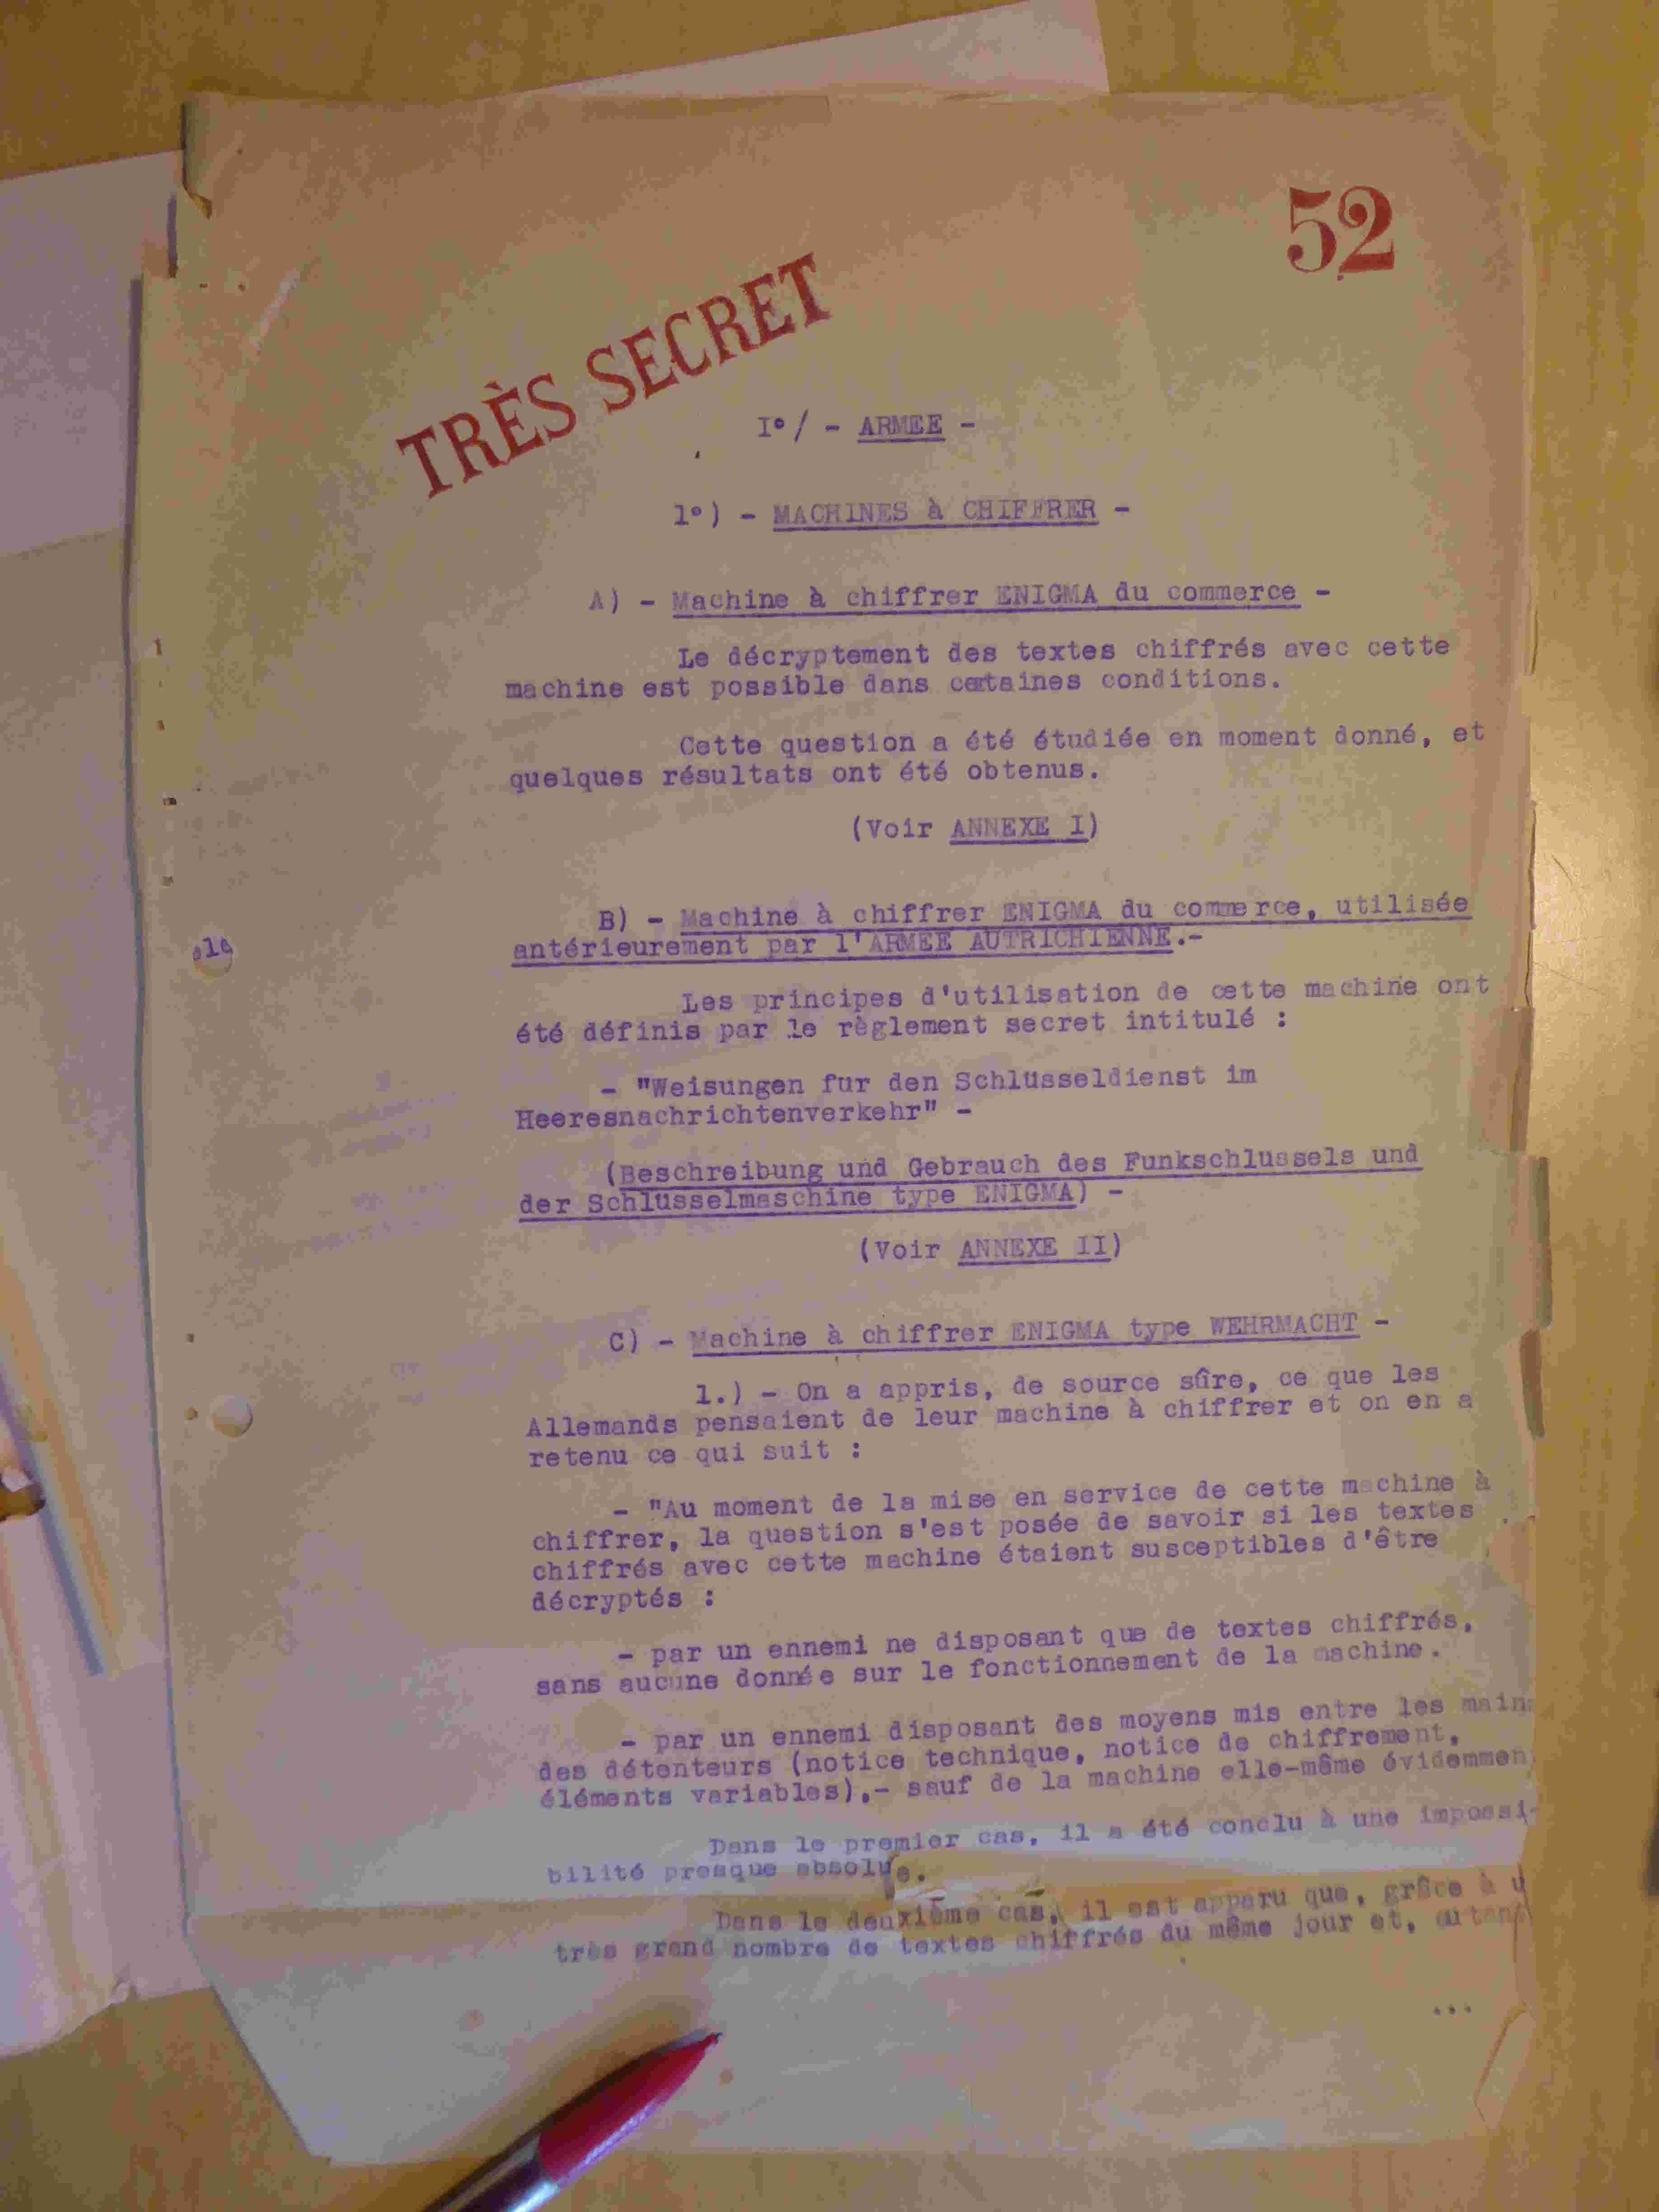 52
TRÈS SECRET
I° / - ARMEE -
1°) - MACHINES à CHIFFRER -
A) - Machine à chiffrer ENIGMA du commerce -
Le décryptement des textes chiffrés avec cette
machine est possible dans certaines conditions.
Cette question a été étudiée en moment donné, et
quelques résultats ont été obtenus.
(Voir ANNEXE I)
B) - Machine à chiffrer ENIGMA du commerce, utilisée
antérieurement par l'ARMEE AUTRICHIENNE.-
Les principes d'utilisation de cette machine ont
été définis par le règlement secret intitulé :
- "Weisungen fur den Schlüsseldienst im
Heeresnachrichtenverkehr" -
(Beschreibung und Gebrauch des Funkschlussels und
der Schlüsselmaschine type ENIGMA) -
(Voir ANNEXE II)
C) - Machine à chiffrer ENIGMA type WEHRMACHT -
1.) - On a appris, de source sûre, ce que les
Allemands pensaient de leur machine à chiffrer et on en a
retenu ce qui suit :
- "Au moment de la mise en service de cette machine à
chiffrer, la question s'est posée de savoir si les textes
chiffrés avec cette machine étaient susceptibles d'être
décryptés :
- par un ennemi ne disposant que de textes chiffrés,
sans aucune donnée sur le fonctionnement de la machine.
- par un ennemi disposant des moyens mis entre les mains
des détenteurs (notice technique, notice de chiffrement,
éléments variables),- sauf de la machine elle-même évidemmen
Dans le premier cas, il a été conclu à une impossi-
bilité presque absolue.
Dans le deuxième cas, il est apparu que, grâce à u
très grand nombre de textes chiffrés du même jour et, autant
...